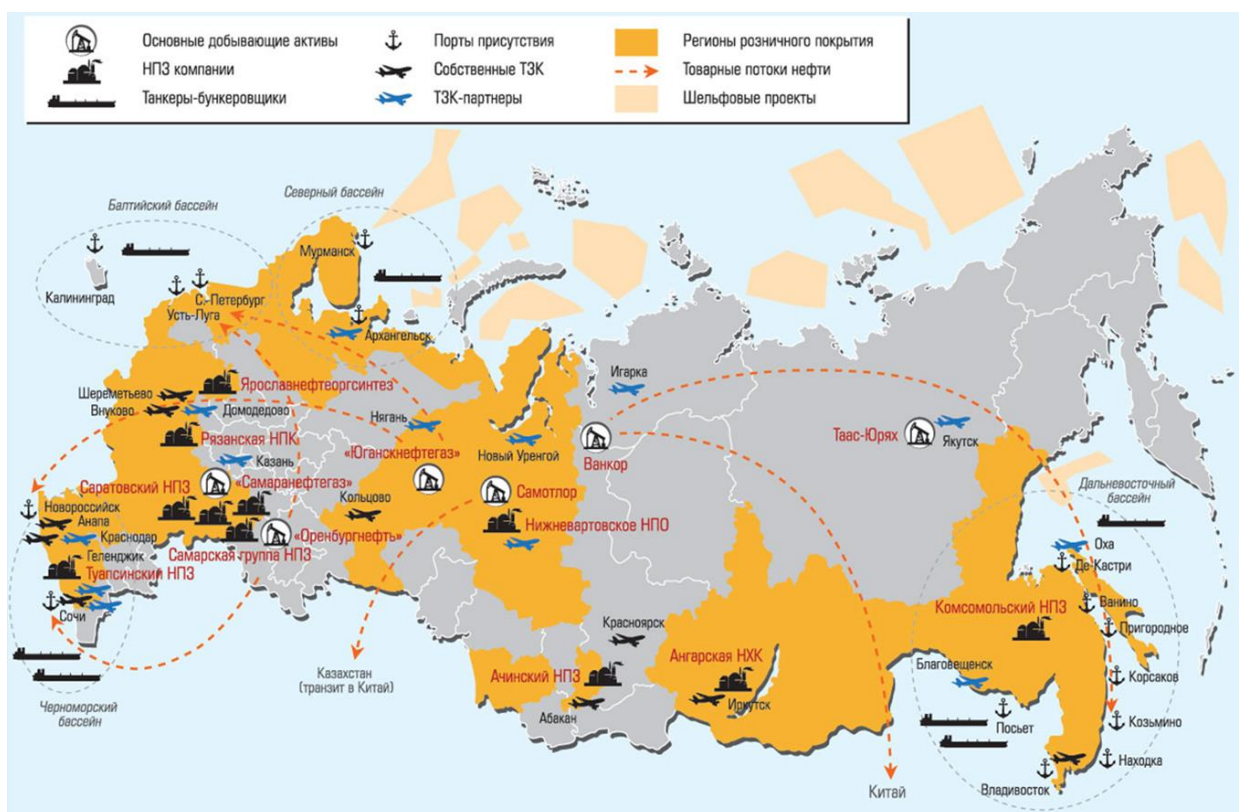 Основные добывающие активы
НПЗ компании
Танкеры-бункеровщики
Порты присутствия
Собственные ТЗК
ТЗК-партнеры
Регионы розничного покрытия
Товарные потоки нефти
Шельфовые проекты
Балтийский бассейн
Северный бассейн
Мурманск
Калининград
С.-Петербург
Усть-Луга
Архангельск
Ярославнефтеоргсинтез
Шереметьево
Внуково
Домодедово
Рязанская НПК
Казань
Нягань
«Юганскнефтегаз»
Новый Уренгой
Игарка
Ванкор
Таас-Юрях
Якутск
Саратовский НПЗ
«Самаранефтегаз»
Кольцово
Самотлор
Нижневартовское НПО
Дальневосточный
бассейн
Новороссийск
Анапа
Краснодар
Геленджик
Туапсинский НПЗ
Самарская группа НПЗ
«Оренбургнефть»
Сочи
Черноморский
бассейн
Казахстан
(транзит в Китай)
Красноярск
Ачинский НПЗ
Абакан
Ангарская НХК
Иркутск
Оха
Де Кастри
Ванино
Пригородное
Комсомольский НПЗ
Благовещенск
Корсаков
Посьет
Козьмино
Находка
Владивосток
Китай